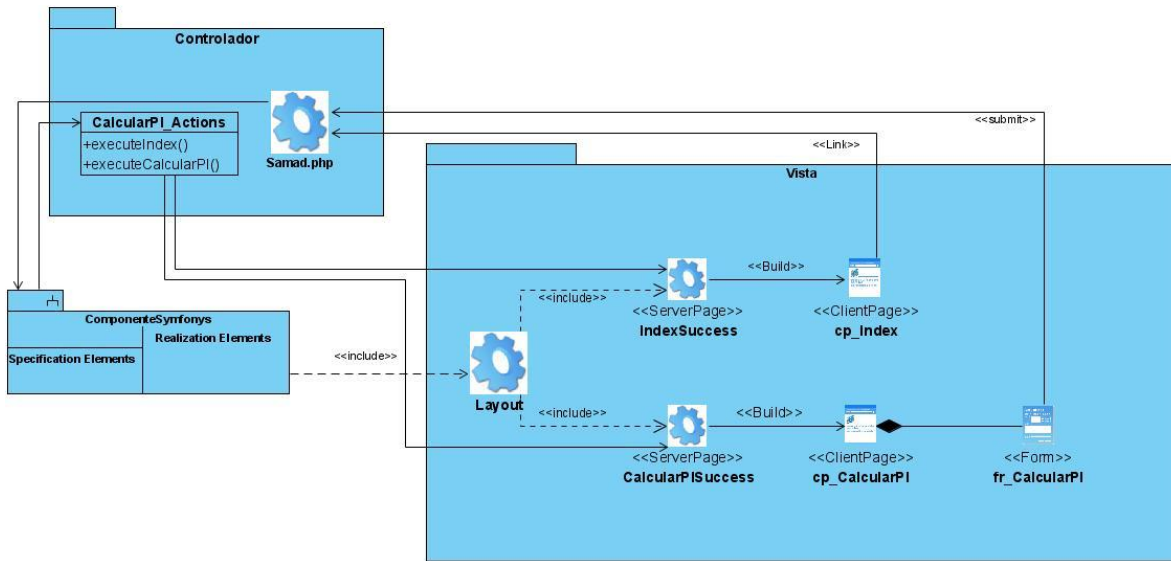 Controlador
CalcularPI_Actions
+executeIndex()
+executeCalcularPI()
Samad.php
<<submit>>
<<Link>>
Vista
<<include>>
<<Build>>
<<ServerPage>>
IndexSuccess
<<ClientPage>>
cp_Index
ComponenteSymfonys
Specification Elements
Realization Elements
<<include>>
Layout
<<include>>
<<Build>>
<<ServerPage>>
CalcularPISuccess
<<ClientPage>>
cp_CalcularPI
<<Form>>
fr_CalcularPI